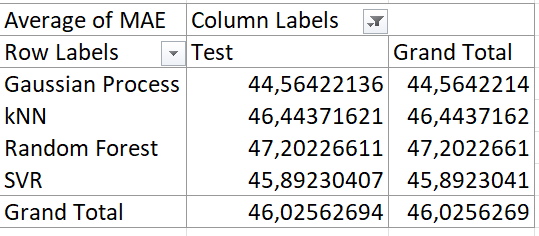 Average of MAE Column Labels
Row Labels Test Grand Total
Gaussian Process 44,56422136 44,5642214
kNN 46,44371621 46,4437162
Random Forest 47,20226611 47,2022661
SVR 45,89230407 45,8923041
Grand Total 46,02562694 46,0256269